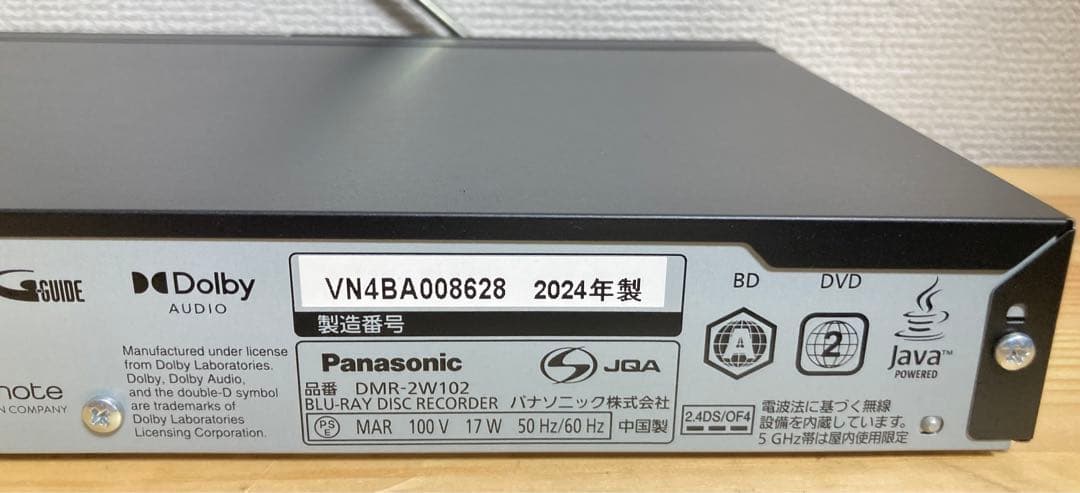 G-GUIDE
Dolby
AUDIO
Manufactured under license
from Dolby Laboratories.
Dolby, Dolby Audio,
and the double-D symbol
are trademarks of
Dolby Laboratories
Licensing Corporation.
note
N COMPANY
VN4BA008628 2024年製
製造番号
Panasonic
JQA
品番 DMR-2W102
BLU-RAY DISC RECORDER パナソニック株式会社
PS
E
MAR 100 V 17 W 50 Hz/60 Hz 中国製
BD
A
DVD
2
Java™
POWERED
2.4DS/OF4
電波法に基づく無線
設備を内蔵しています。
5 GHz帯は屋内使用限定